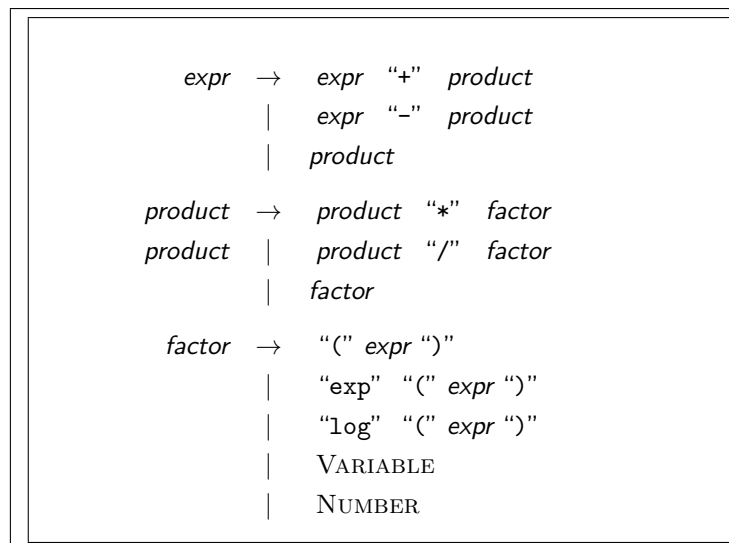 expr → expr “+” product
| expr “-” product
| product
product → product “*” factor
product | product “/” factor
| factor
factor → “(” expr “)”
| “exp” “(” expr “)”
| “log” “(” expr “)”
| VARIABLE
| NUMBER